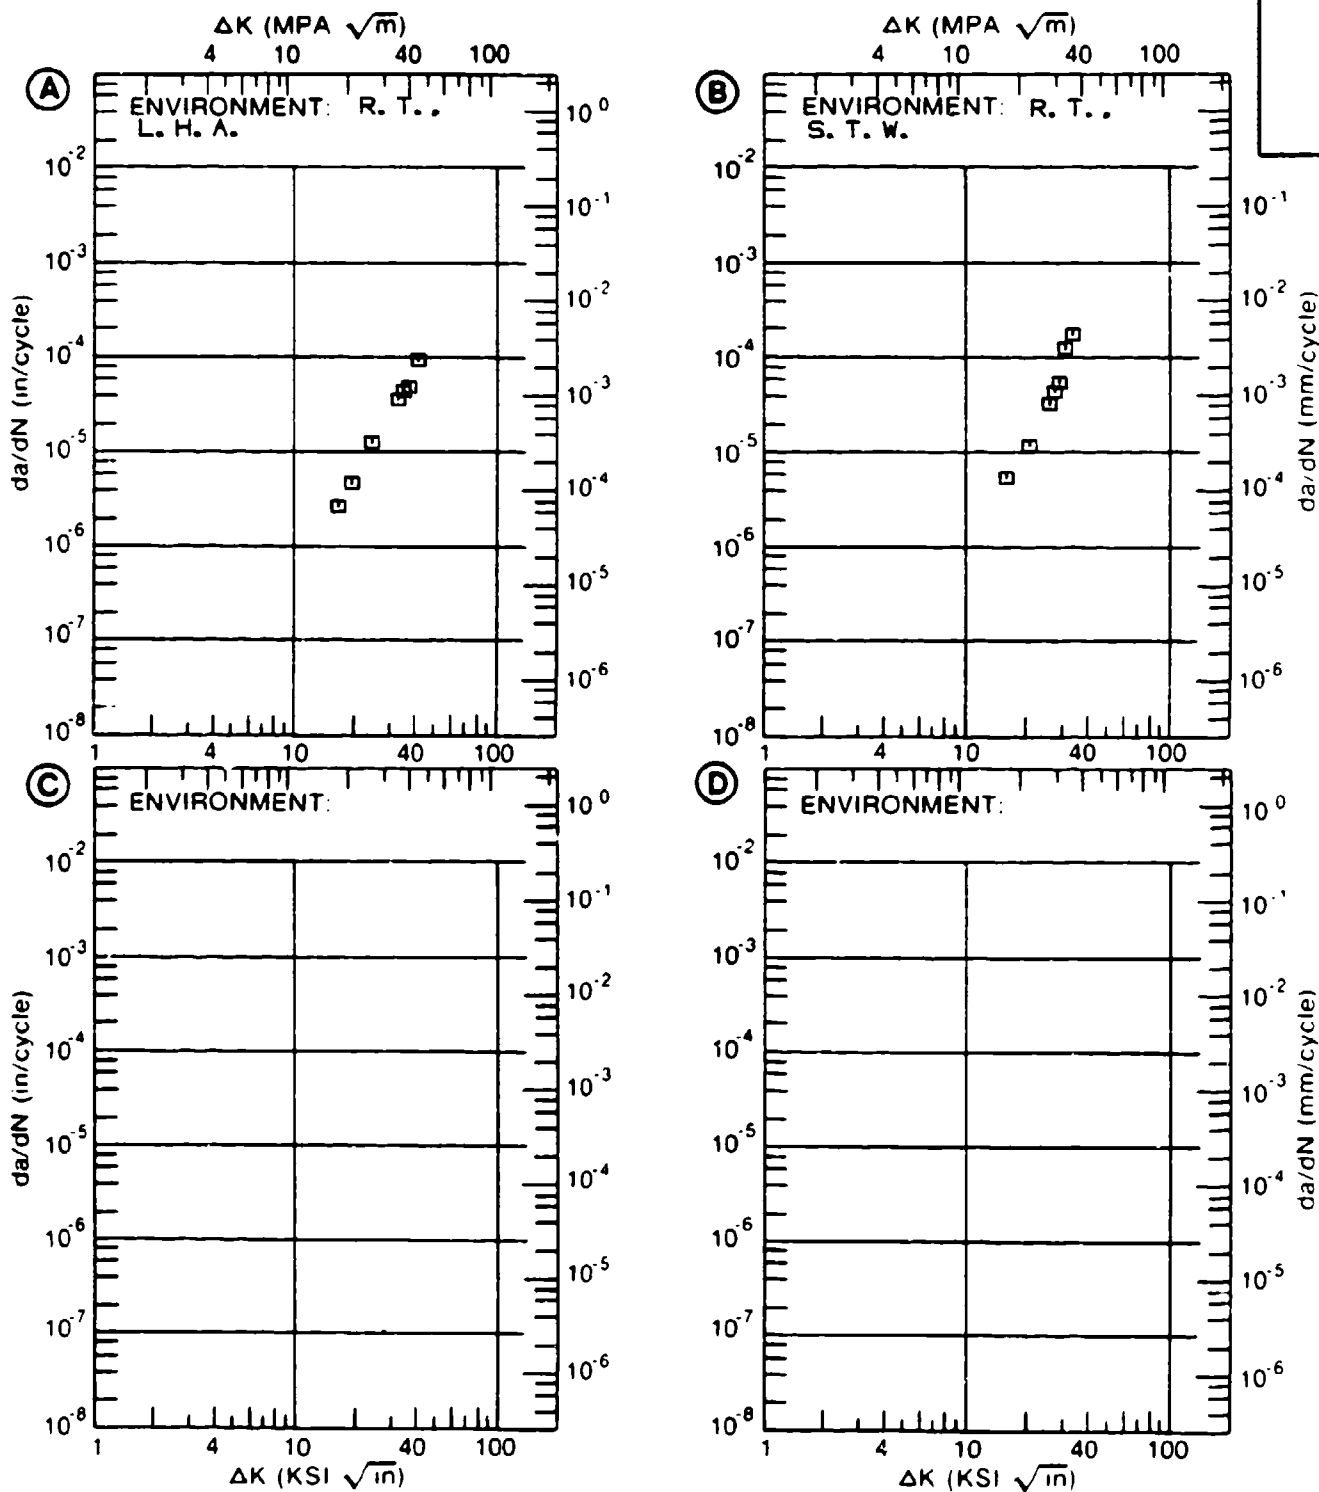 ΔK (MPA √m) ΔK (MPA √m)
4 10 40 100 4 10 40 100
A B
ENVIRONMENT: R. T., ENVIRONMENT: R. T.,
L. H. A. S. T. W.
10^0
10^-2 10^-2
10^-1 10^-1
10^-3 10^-3
10^-2 10^-2
10^-4 10^-4
10^-3 10^-3
10^-5 10^-5
10^-4 10^-4
10^-6 10^-6
10^-5 10^-5
10^-7 10^-7
10^-6 10^-6
10^-8 10^-8
da/dN (in/cycle) da/dN (mm/cycle)
1 4 10 40 100 1 4 10 40 100
C D
ENVIRONMENT: ENVIRONMENT:
10^0 10^0
10^-2 10^-2
10^-1 10^-1
10^-3 10^-3
10^-2 10^-2
10^-4 10^-4
10^-3 10^-3
10^-5 10^-5
10^-4 10^-4
10^-6 10^-6
10^-5 10^-5
10^-7 10^-7
10^-6 10^-6
10^-8 10^-8
da/dN (in/cycle) da/dN (mm/cycle)
1 4 10 40 100 1 4 10 40 100
ΔK (KSI √in) ΔK (KSI √in)